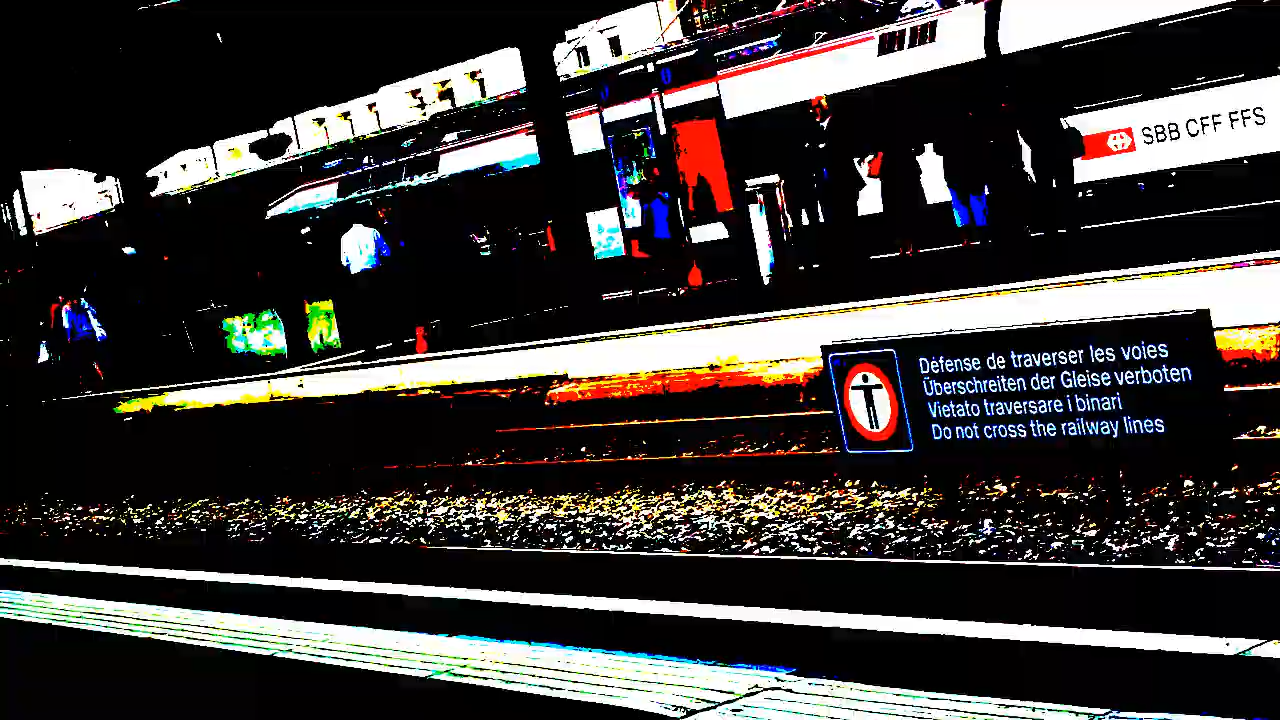 SBB CFF FFS
Défense de traverser les voies
Überschreiten der Gleise verboten
Vietato traversare i binari
Do not cross the railway lines